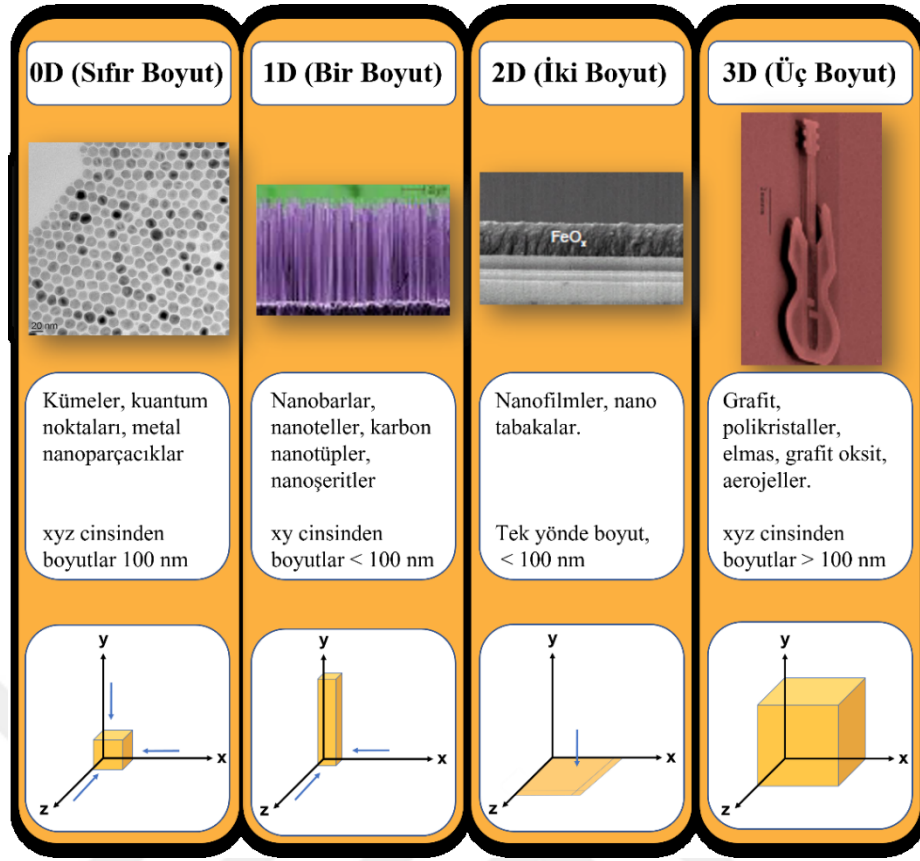 0D (Sıfır Boyut)
20 nm
Kümeler, kuantum
noktaları, metal
nanoparçacıklar
xyz cinsinden
boyutlar 100 nm
y
x
z
1D (Bir Boyut)
Nanobarlar,
nanoteller, karbon
nanotüpler,
nanoşeritler
xy cinsinden
boyutlar < 100 nm
y
x
z
2D (İki Boyut)
FeOx
Nanofilmler, nano
tabakalar.
Tek yönde boyut,
< 100 nm
y
x
z
3D (Üç Boyut)
Grafit,
polikristaller,
elmas, grafit oksit,
aerojeller.
xyz cinsinden
boyutlar > 100 nm
y
x
z